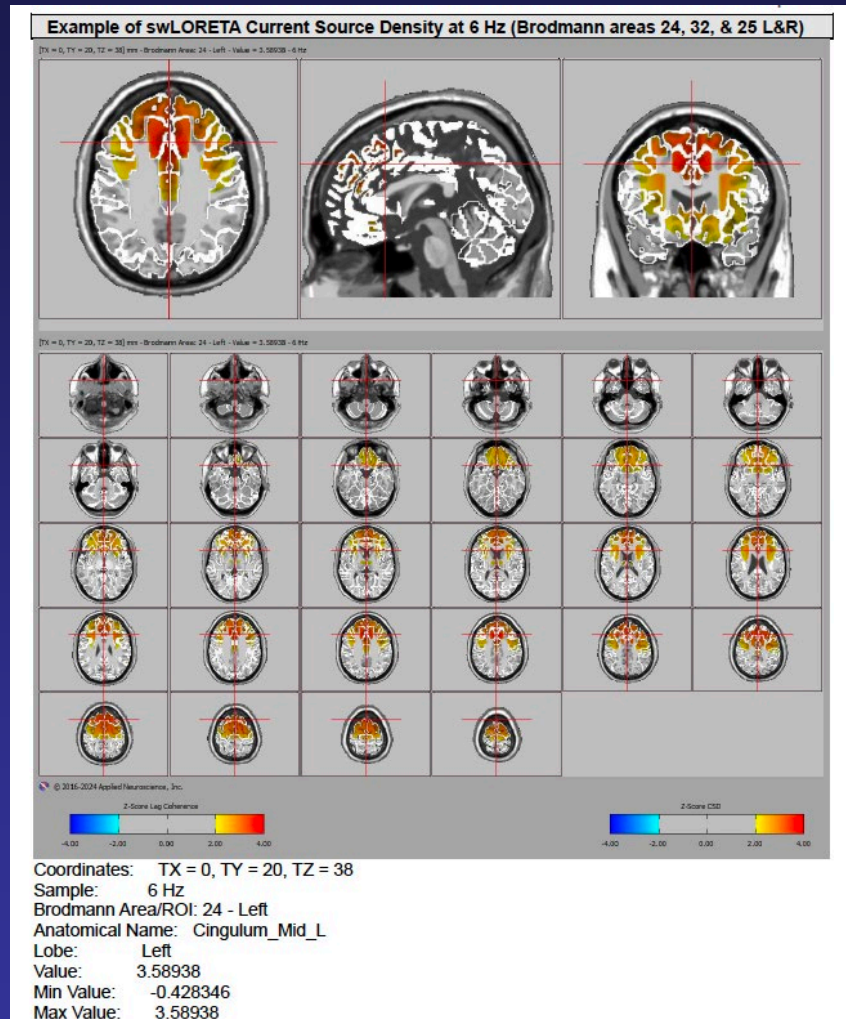 Example of swLORETA Current Source Density at 6 Hz (Brodmann areas 24, 32, & 25 L&R)
[TX = 0, TY = 20, TZ = 38] mm - Brodmann Area: 24 - Left - Value = 3.58938 - 6 Hz
[TX = 0, TY = 20, TZ = 38] mm - Brodmann Area: 24 - Left - Value = 3.58938 - 6 Hz
© 2016-2024 Applied Neuroscience, Inc.
Z-Score Lag Coherence
-4.00 -2.00 0.00 2.00 4.00
Z-Score CSD
-4.00 -2.00 0.00 2.00 4.00
Coordinates: TX = 0, TY = 20, TZ = 38
Sample: 6 Hz
Brodmann Area/ROI: 24 - Left
Anatomical Name: Cingulum_Mid_L
Lobe: Left
Value: 3.58938
Min Value: -0.428346
Max Value: 3.58938